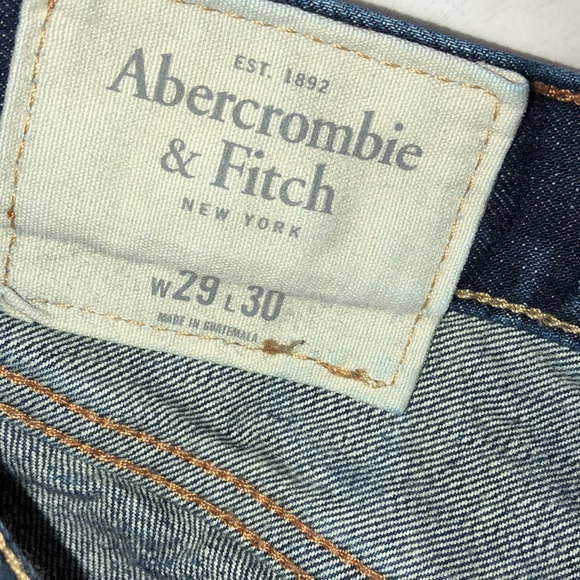 EST. 1892
Abercrombie
& Fitch
NEW YORK
W29 L30
MADE IN GUATEMALA